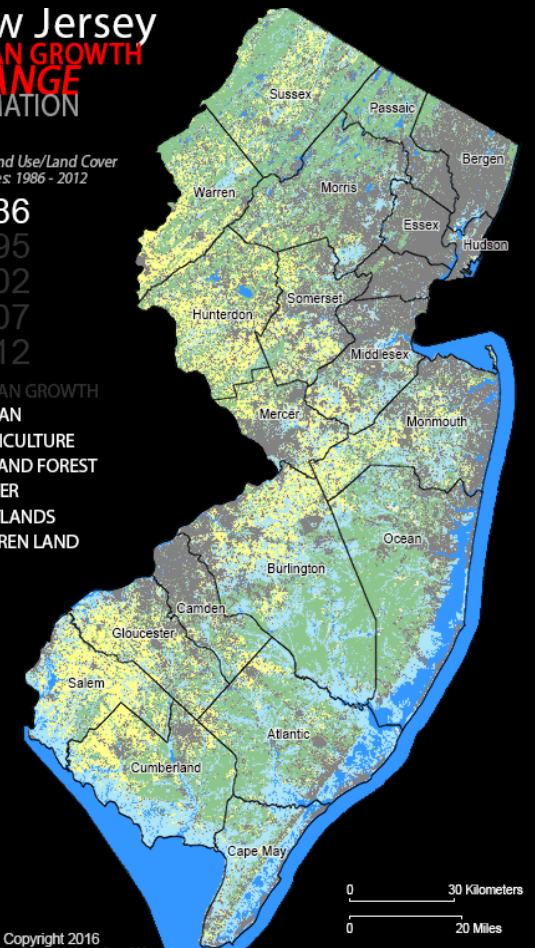 w Jersey
AN GROWTH
ANGE
MATION
nd Use/Land Cover
es: 1986 - 2012
86
95
02
07
12
AN GROWTH
AN
ICULTURE
AND FOREST
ER
LANDS
REN LAND
Sussex
Passaic
Bergen
Warren
Morris
Essex
Hudson
Hunterdon
Somerset
Middlesex
Mercer
Monmouth
Ocean
Burlington
Camden
Gloucester
Salem
Atlantic
Cumberland
Cape May
0 30 Kilometers
0 20 Miles
Copyright 2016